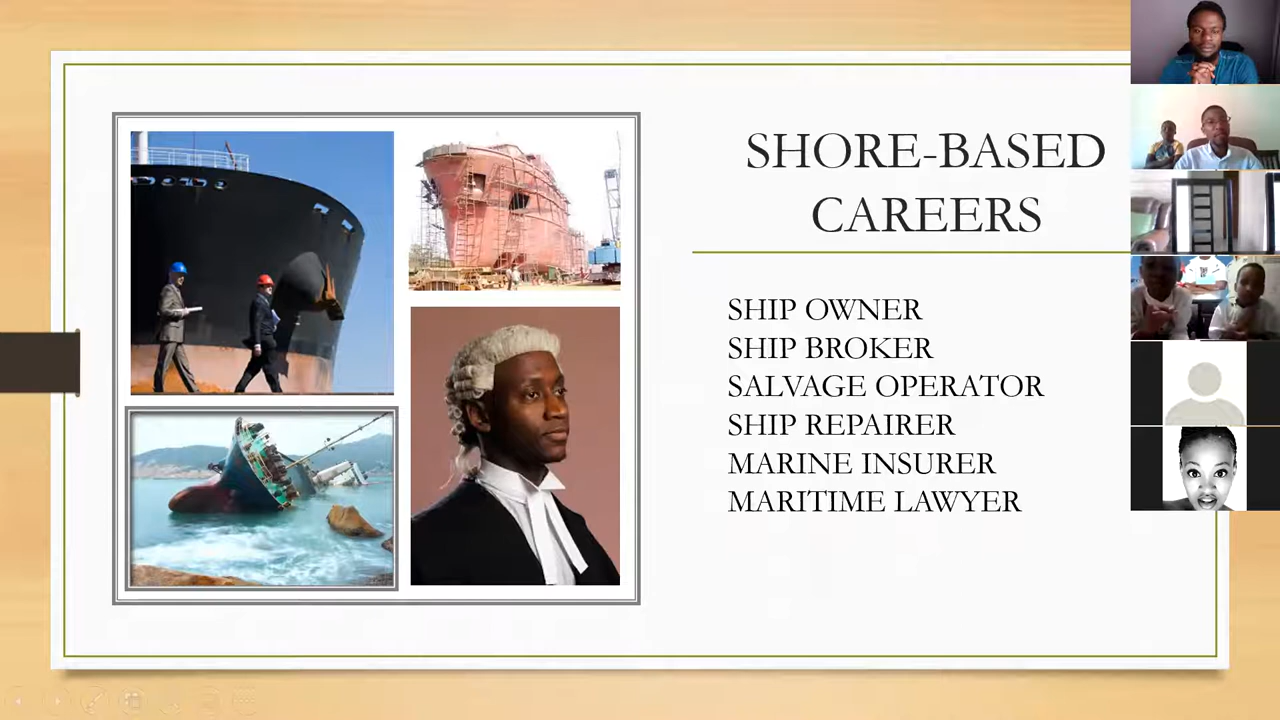 SHORE-BASED
CAREERS
SHIP OWNER
SHIP BROKER
SALVAGE OPERATOR
SHIP REPAIRER
MARINE INSURER
MARITIME LAWYER